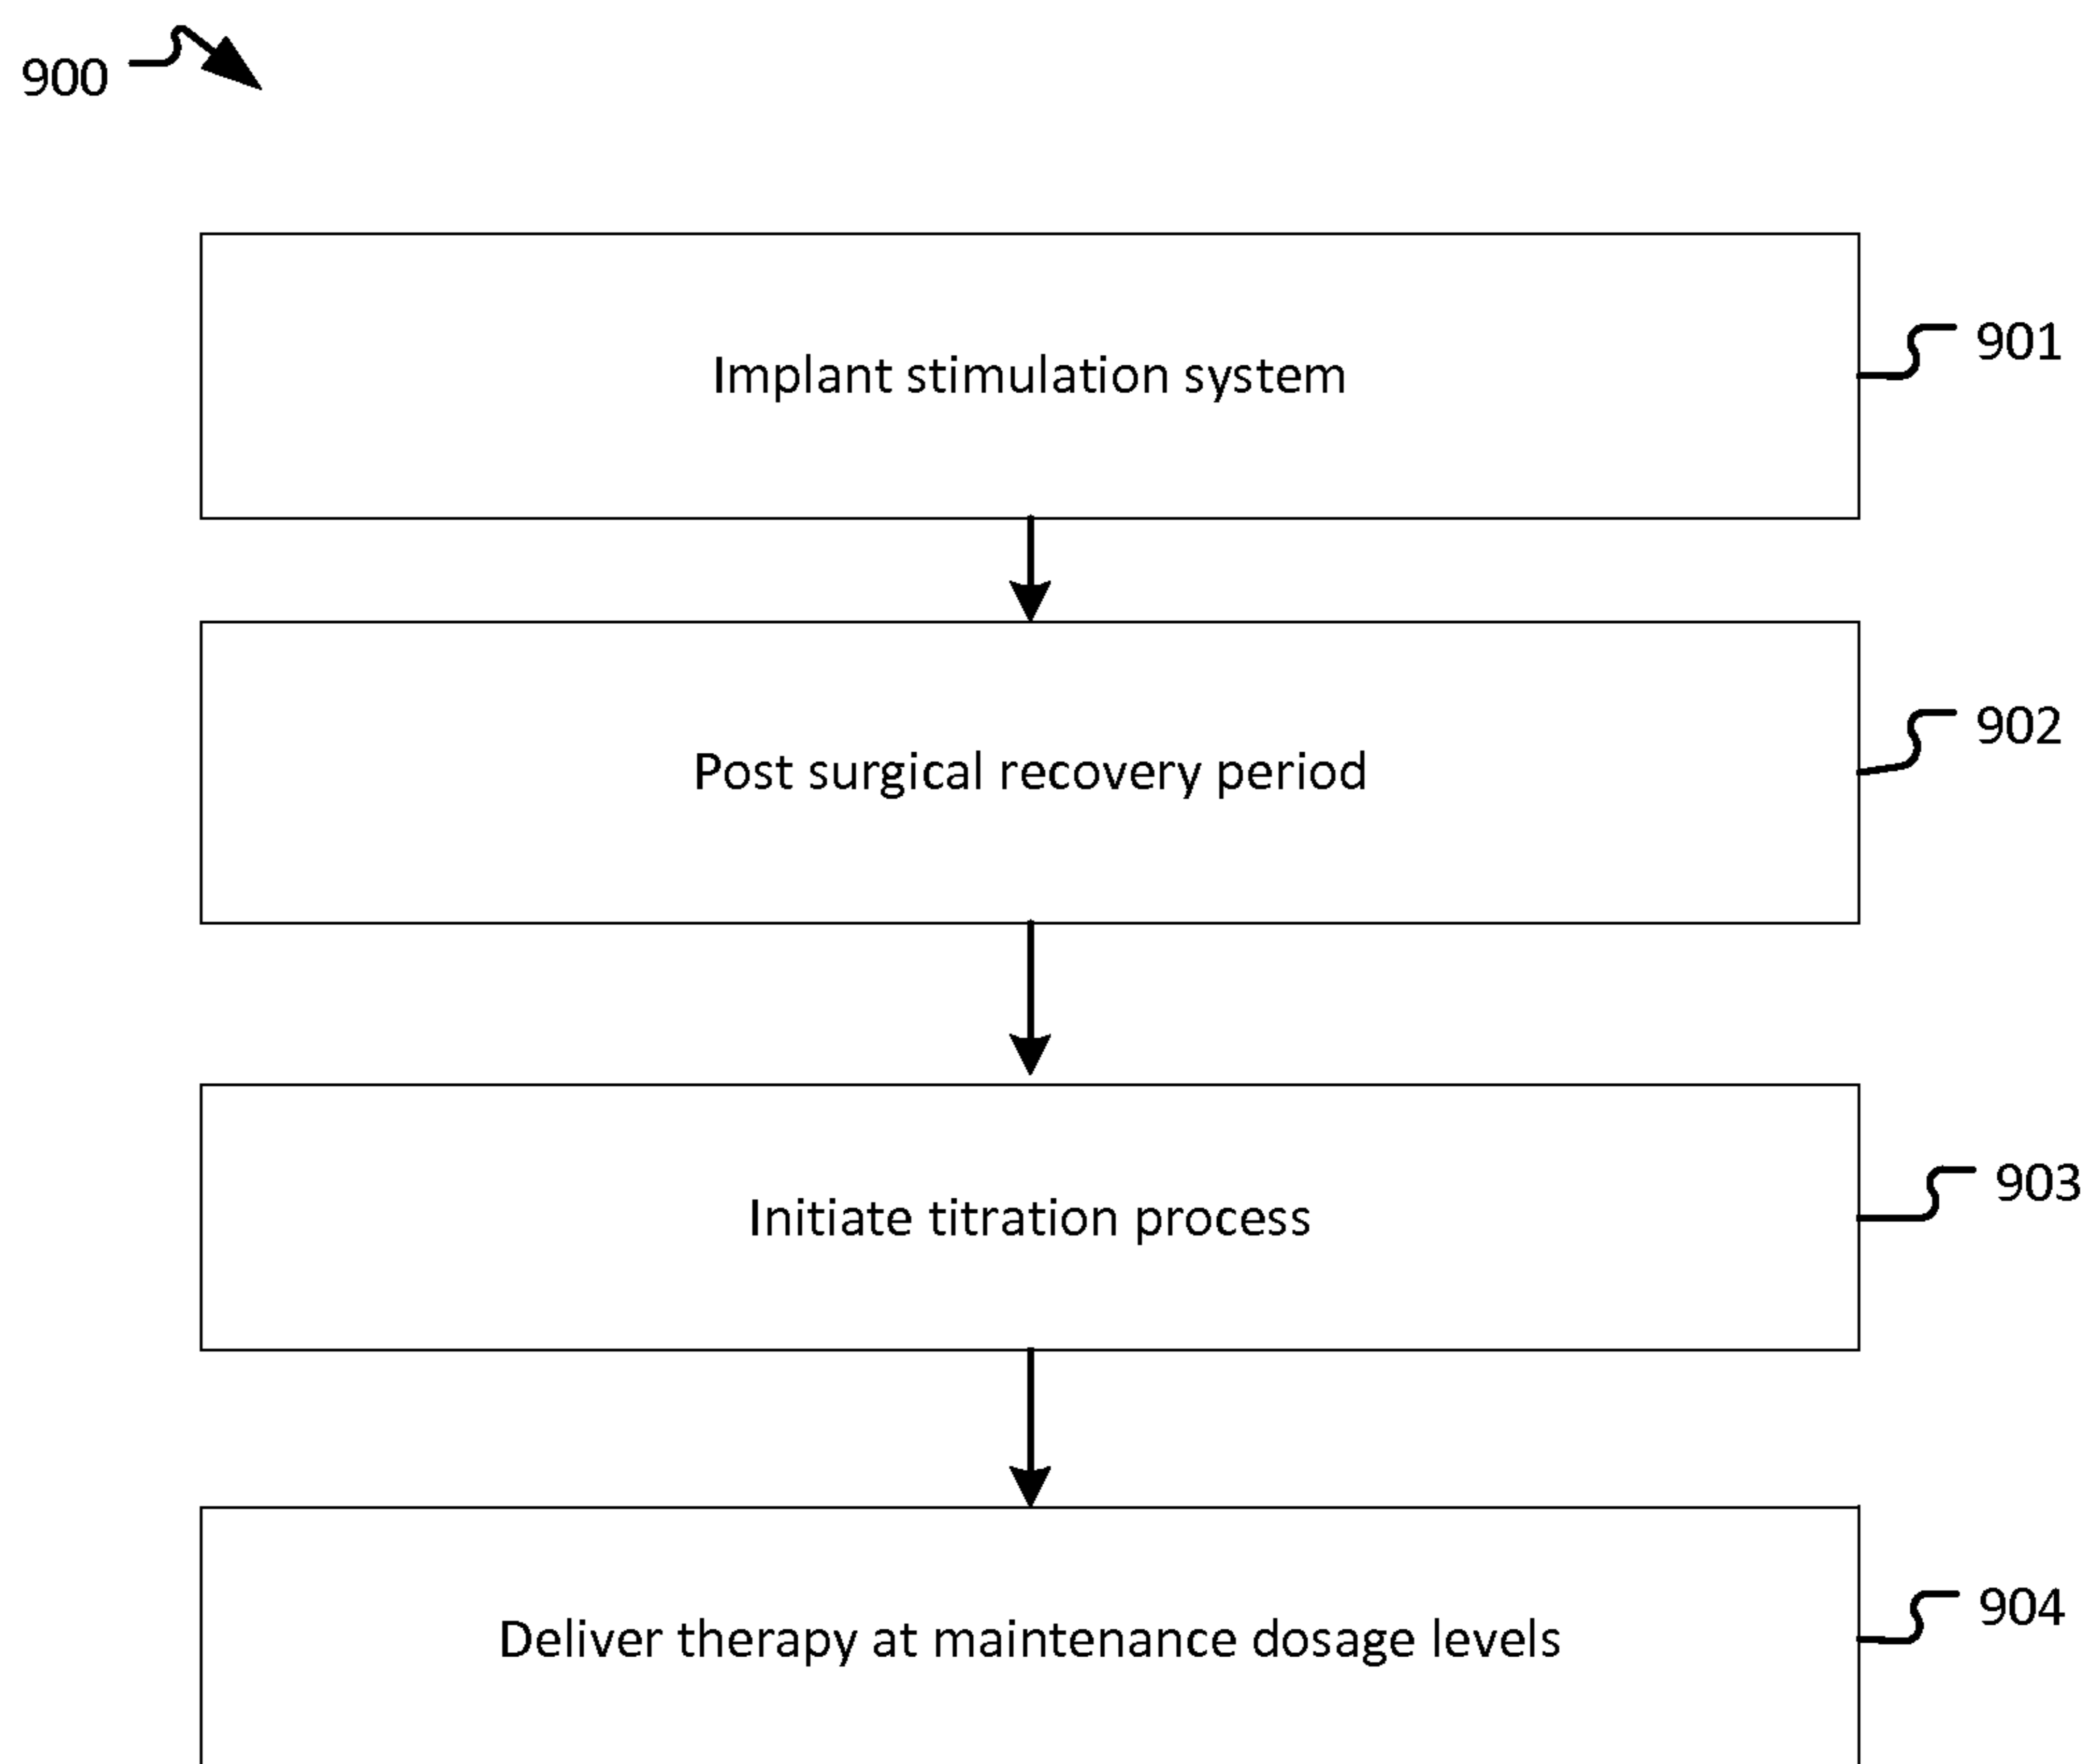 900
Implant stimulation system
901
Post surgical recovery period
902
Initiate titration process
903
Deliver therapy at maintenance dosage levels
904